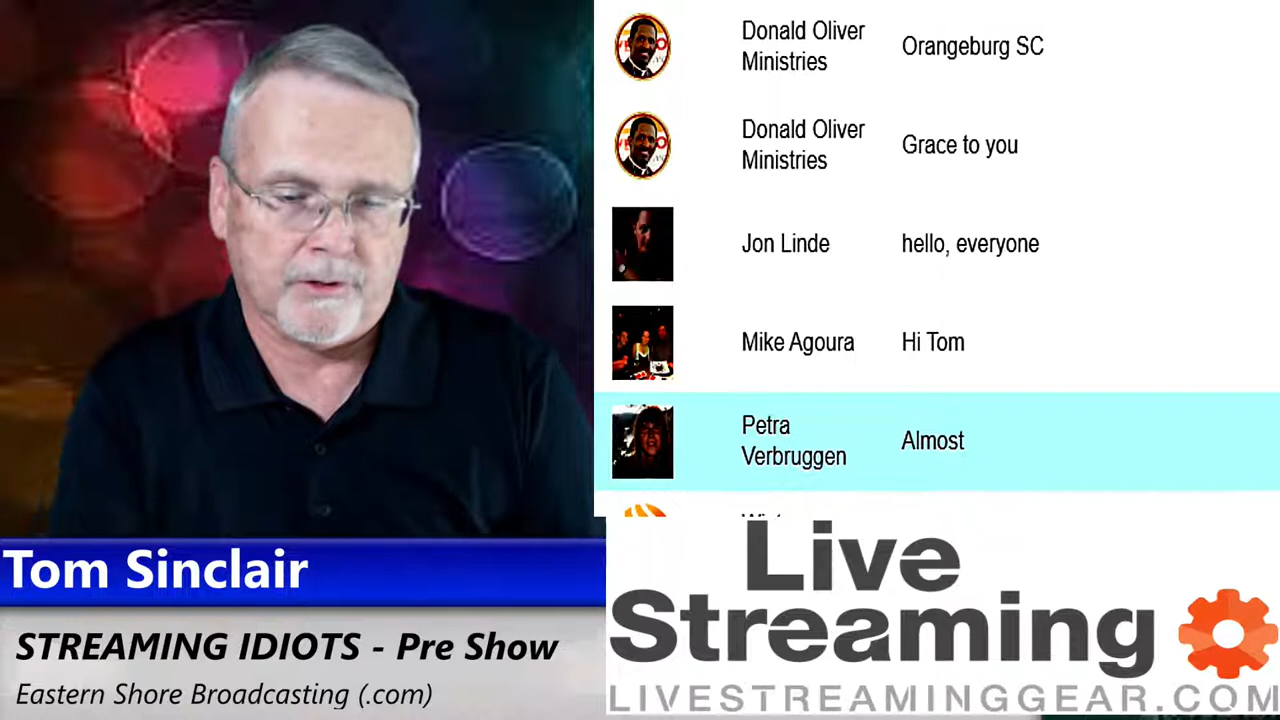 Donald Oliver
Ministries
Orangeburg SC
Donald Oliver
Ministries
Grace to you
Jon Linde
hello, everyone
Mike Agoura
Hi Tom
Petra
Verbruggen
Almost
Tom Sinclair
STREAMING IDIOTS - Pre Show
Eastern Shore Broadcasting (.com)
Live
Streaming
LIVESTREAMINGGEAR.COM